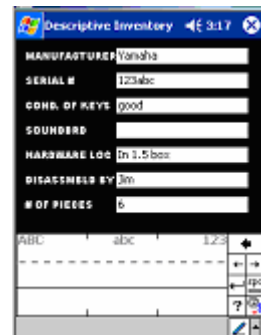 Descriptive Inventory 3:17
MANUFACTURER Yamaha
SERIAL # 123abc
COND. OF KEYS good
SOUNDBRD
HARDWARE LOC In 1.5 box
DISASSMELD BY Jim
# OF PIECES 6
ABC abc 123
?